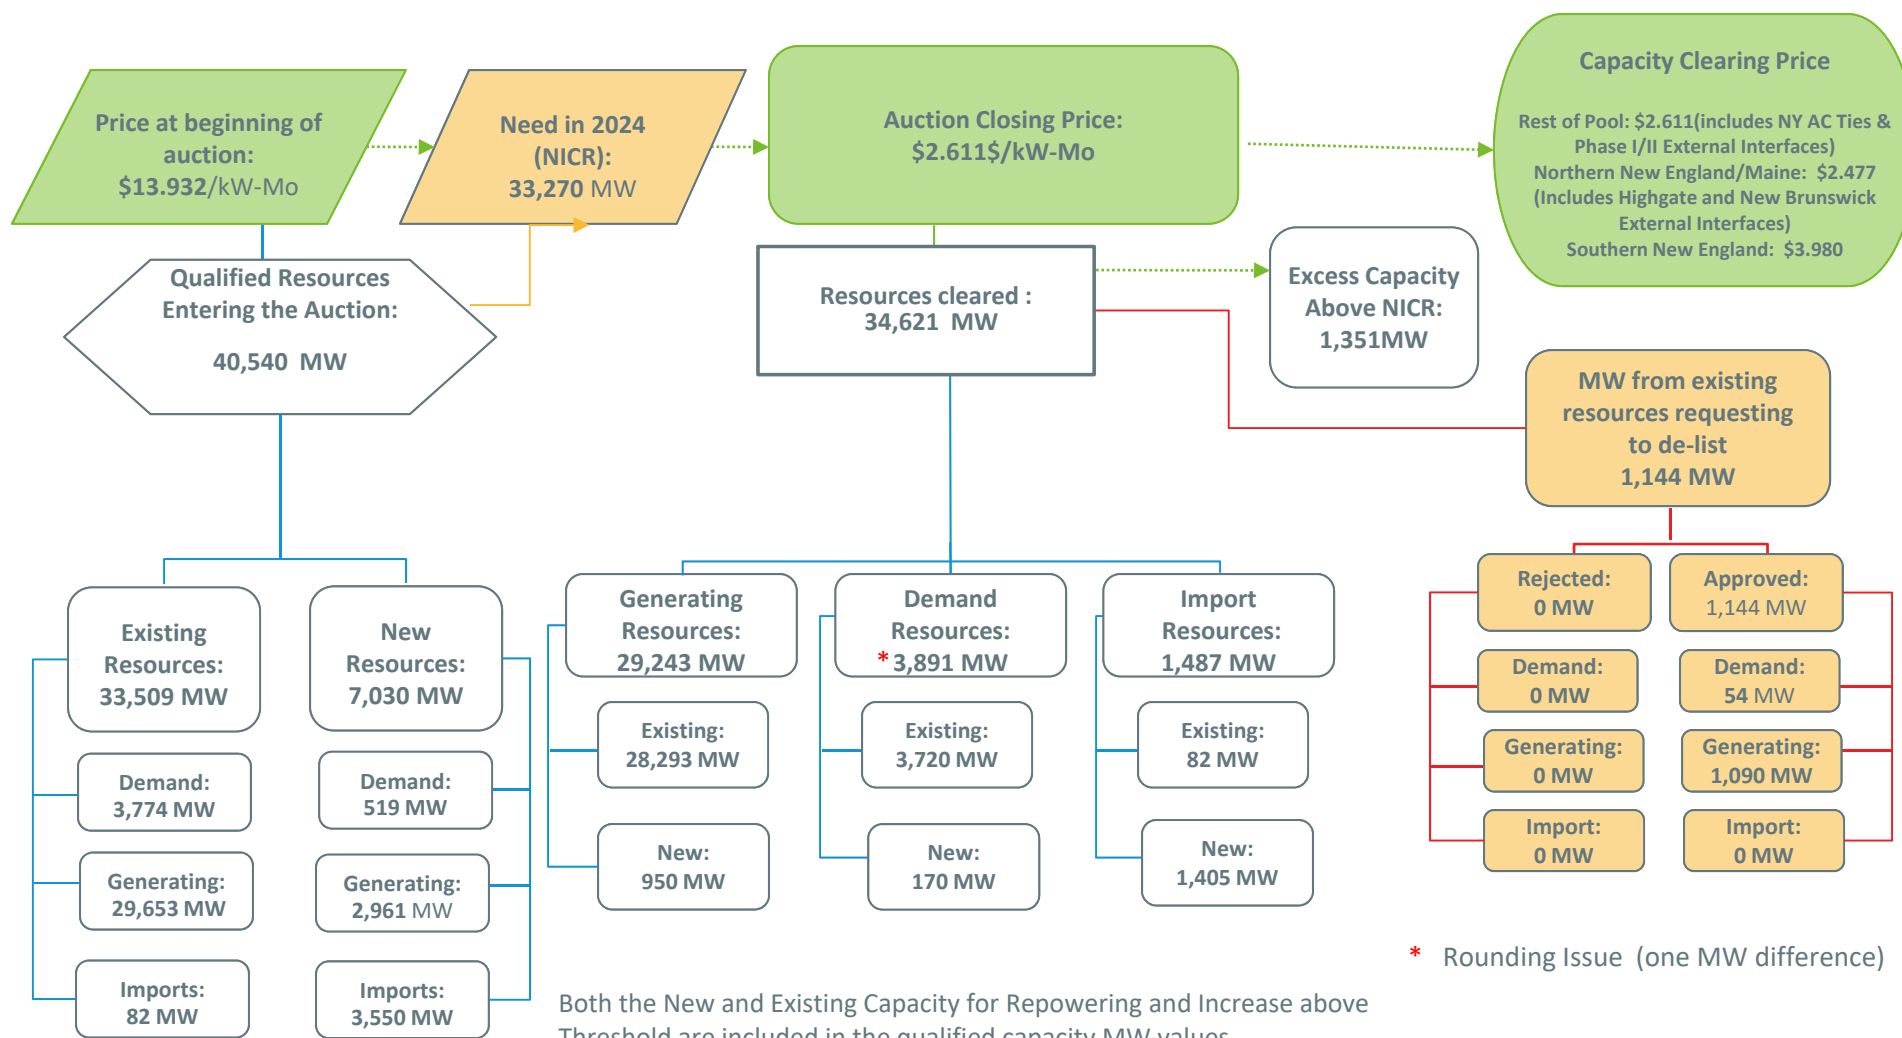 Price at beginning of
auction:
$13.932/kW-Mo
Need in 2024
(NICR):
33,270 MW
Auction Closing Price:
$2.611$/kW-Mo
Capacity Clearing Price
Rest of Pool: $2.611(includes NY AC Ties &
Phase I/II External Interfaces)
Northern New England/Maine: $2.477
(Includes Highgate and New Brunswick
External Interfaces)
Southern New England: $3.980
Qualified Resources
Entering the Auction:
40,540 MW
Resources cleared :
34,621 MW
Excess Capacity
Above NICR:
1,351MW
MW from existing
resources requesting
to de-list
1,144 MW
Existing
Resources:
33,509 MW
Demand:
3,774 MW
Generating:
29,653 MW
Imports:
82 MW
New
Resources:
7,030 MW
Demand:
519 MW
Generating:
2,961 MW
Imports:
3,550 MW
Generating
Resources:
29,243 MW
Existing:
28,293 MW
New:
950 MW
Demand
Resources:
*3,891 MW
Existing:
3,720 MW
New:
170 MW
Import
Resources:
1,487 MW
Existing:
82 MW
New:
1,405 MW
Rejected:
0 MW
Demand:
0 MW
Generating:
0 MW
Import:
0 MW
Approved:
1,144 MW
Demand:
54 MW
Generating:
1,090 MW
Import:
0 MW
* Rounding Issue (one MW difference)
Both the New and Existing Capacity for Repowering and Increase above
Threshold are included in the qualified capacity MW values